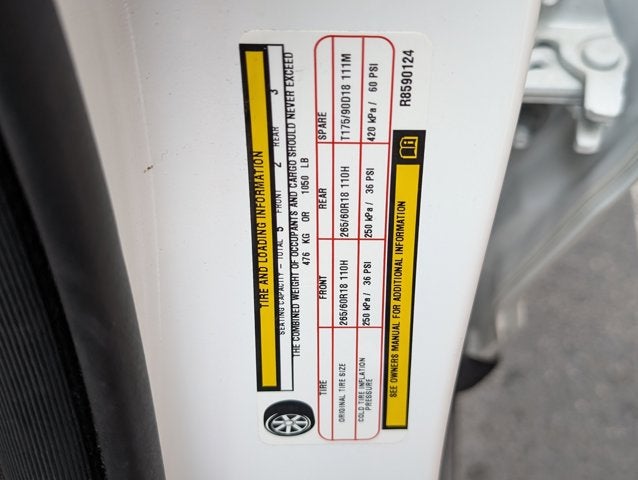 TIRE AND LOADING INFORMATION
SEATING CAPACITY - TOTAL 5 FRONT 2 REAR 3
THE COMBINED WEIGHT OF OCCUPANTS AND CARGO SHOULD NEVER EXCEED
476 KG OR 1050 LB
TIRE FRONT REAR SPARE
ORIGINAL TIRE SIZE 265/60R18 110H 265/60R18 110H T175/90D18 111M
COLD TIRE INFLATION PRESSURE 250 kPa / 36 PSI 250 kPa / 36 PSI 420 kPa / 60 PSI
SEE OWNERS MANUAL FOR ADDITIONAL INFORMATION
R8590124